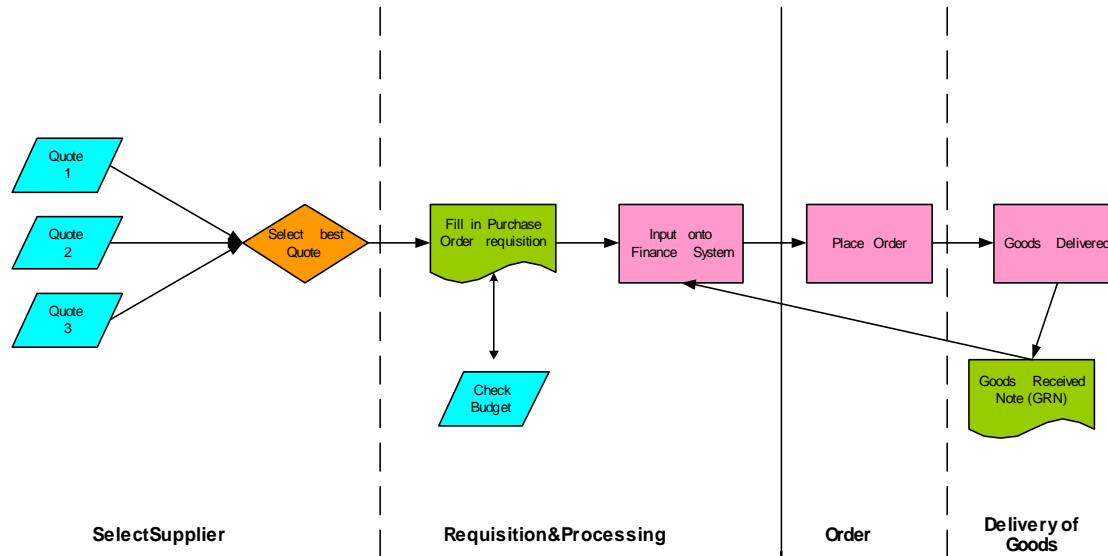 Quote
1
Quote
2
Quote
3
Select best
Quote
Fill in Purchase
Order requisition
Check
Budget
Input onto
Finance System
Place Order
Goods Delivered
Goods Received
Note (GRN)
SelectSupplier
Requisition&Processing
Order
Delivery of
Goods